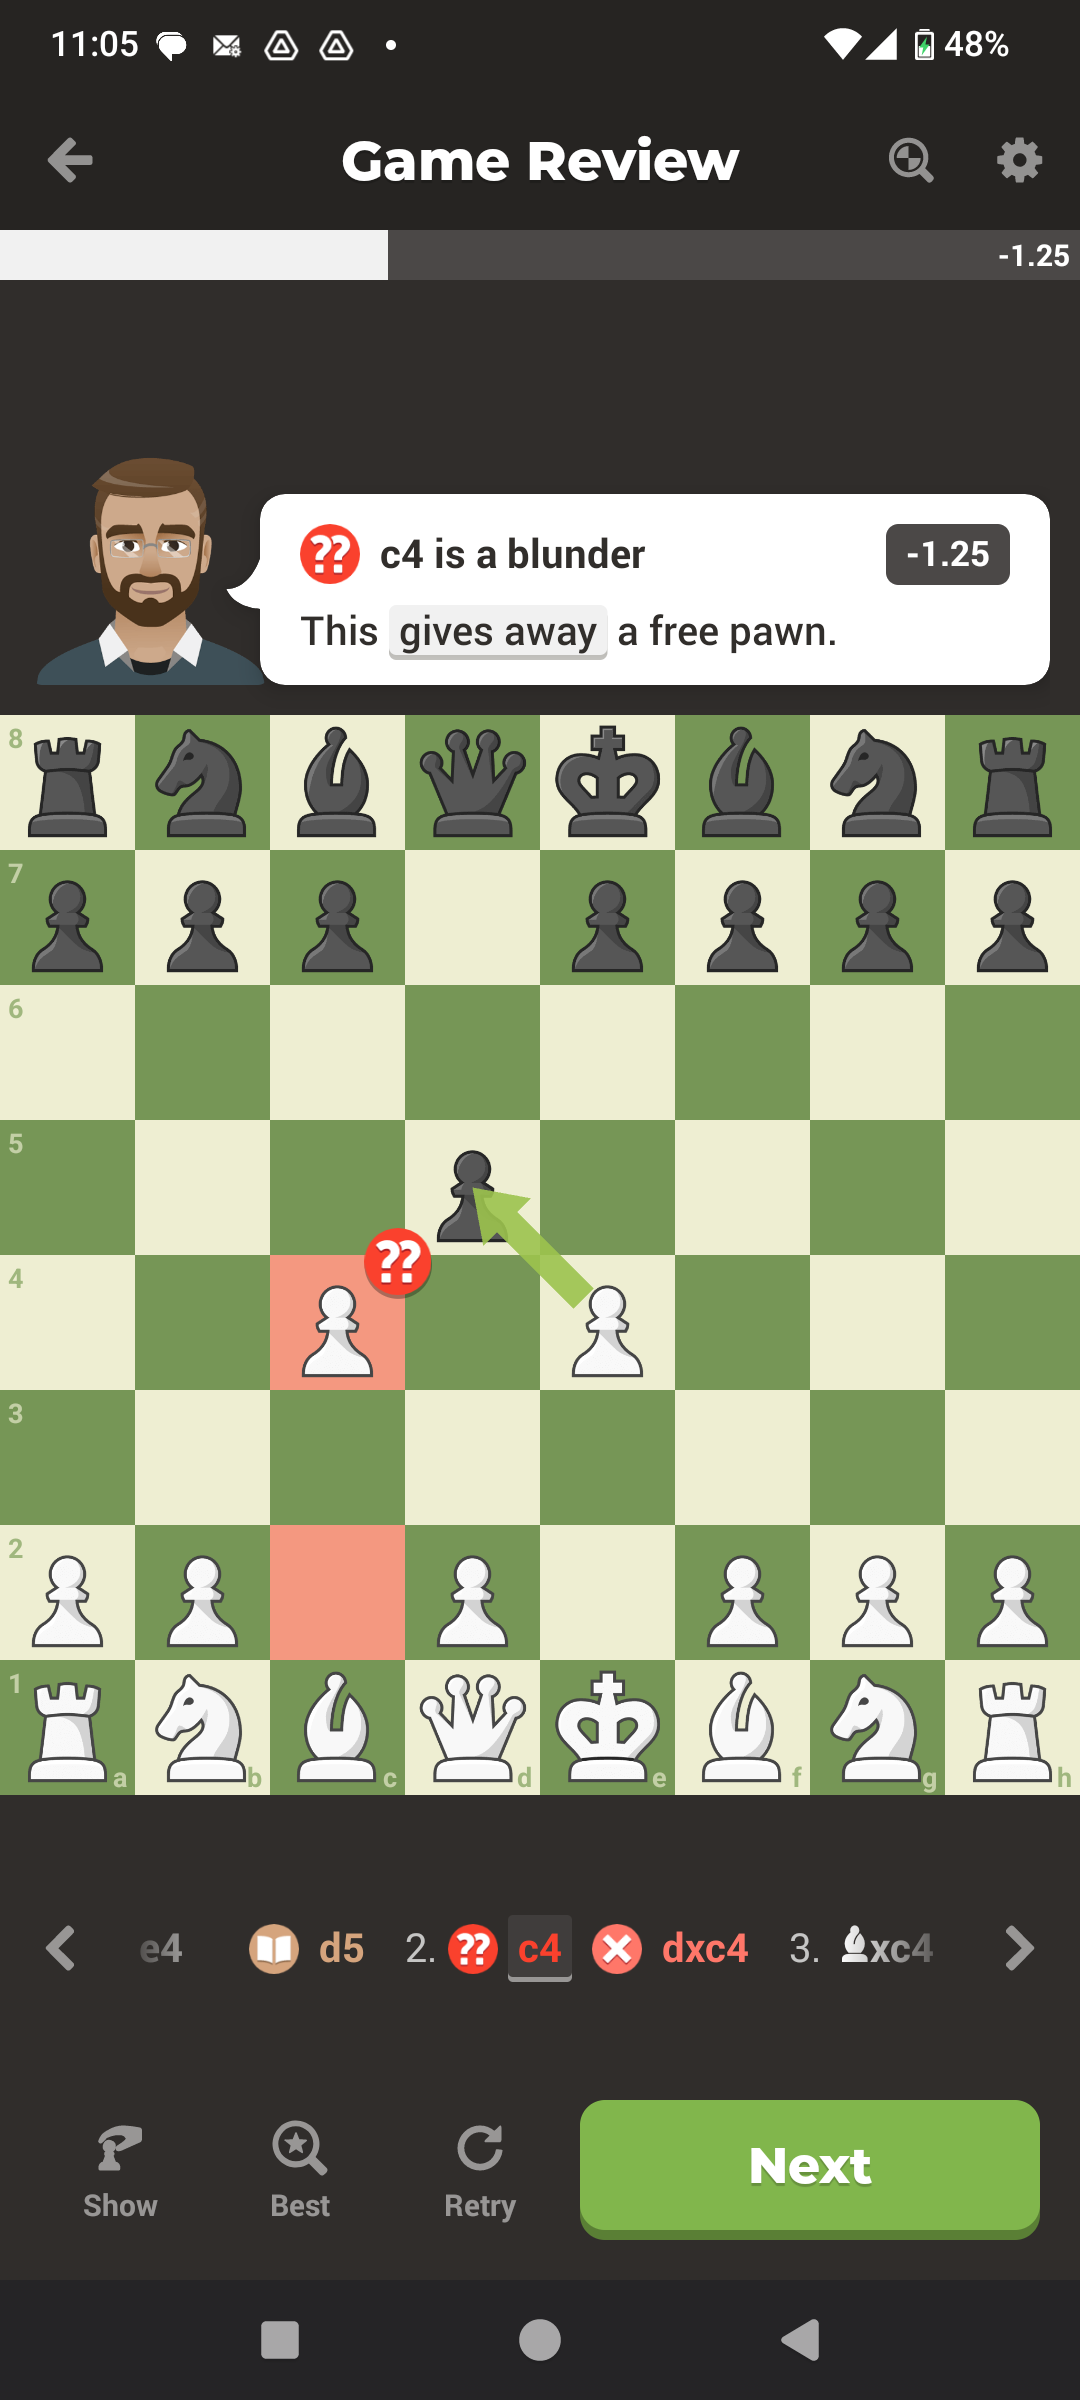 11:05 48%
Game Review
-1.25
?? c4 is a blunder -1.25
This gives away a free pawn.
8
7
6
5
??
4
3
2
1
a b c d e f g h
e4 d5 2. ?? c4 dxc4 3. xc4
Show Best Retry Next